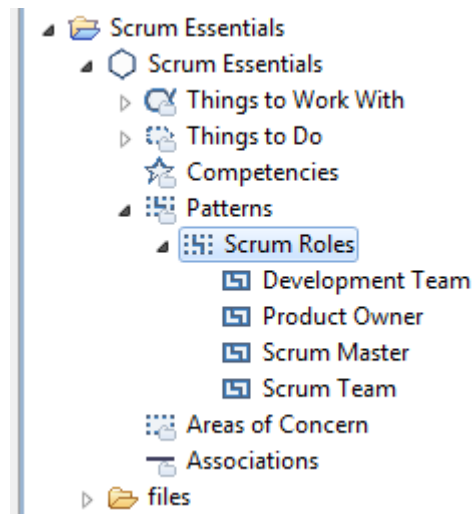 Scrum Essentials
Scrum Essentials
Things to Work With
Things to Do
Competencies
Patterns
Scrum Roles
Development Team
Product Owner
Scrum Master
Scrum Team
Areas of Concern
Associations
files